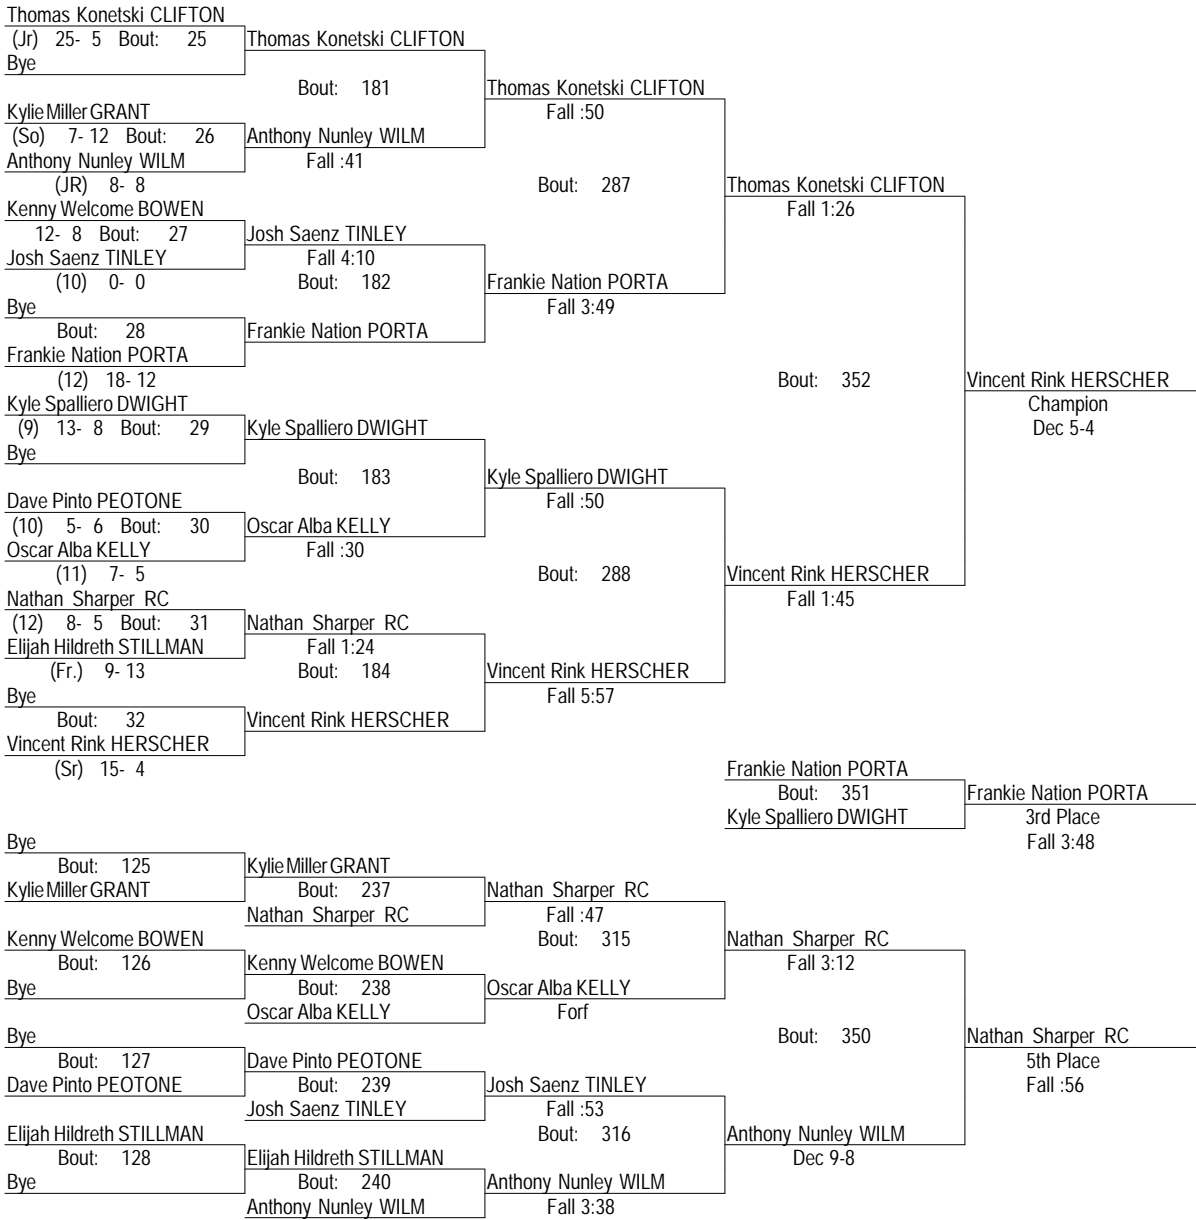 Thomas Konetski CLIFTON
(Jr) 25- 5 Bout: 25 Thomas Konetski CLIFTON
Bye
Bout: 181 Thomas Konetski CLIFTON
Kylie Miller GRANT Fall :50
(So) 7- 12 Bout: 26 Anthony Nunley WILM
Anthony Nunley WILM Fall :41
(JR) 8- 8 Bout: 287 Thomas Konetski CLIFTON
Kenny Welcome BOWEN Fall 1:26
12- 8 Bout: 27 Josh Saenz TINLEY
Josh Saenz TINLEY Fall 4:10
(10) 0- 0 Bout: 182 Frankie Nation PORTA
Bye Fall 3:49
Bout: 28 Frankie Nation PORTA
Frankie Nation PORTA
(12) 18- 12 Bout: 352 Vincent Rink HERSCHER
Kyle Spalliero DWIGHT Champion
(9) 13- 8 Bout: 29 Kyle Spalliero DWIGHT Dec 5-4
Bye
Bout: 183 Kyle Spalliero DWIGHT
Dave Pinto PEOTONE Fall :50
(10) 5- 6 Bout: 30 Oscar Alba KELLY
Oscar Alba KELLY Fall :30
(11) 7- 5 Bout: 288 Vincent Rink HERSCHER
Nathan Sharper RC Fall 1:45
(12) 8- 5 Bout: 31 Nathan Sharper RC
Elijah Hildreth STILLMAN Fall 1:24
(Fr.) 9- 13 Bout: 184 Vincent Rink HERSCHER
Bye Fall 5:57
Bout: 32 Vincent Rink HERSCHER
Vincent Rink HERSCHER
(Sr) 15- 4 Frankie Nation PORTA
Bout: 351 Frankie Nation PORTA
Kyle Spalliero DWIGHT 3rd Place
Bye Fall 3:48
Bout: 125 Kylie Miller GRANT
Kylie Miller GRANT Bout: 237 Nathan Sharper RC
Nathan Sharper RC Fall :47
Kenny Welcome BOWEN Bout: 315 Nathan Sharper RC
Bout: 126 Kenny Welcome BOWEN Fall 3:12
Bye Bout: 238 Oscar Alba KELLY
Oscar Alba KELLY Forf
Bye Bout: 350 Nathan Sharper RC
Bout: 127 Dave Pinto PEOTONE 5th Place
Dave Pinto PEOTONE Bout: 239 Josh Saenz TINLEY Fall :56
Josh Saenz TINLEY Fall :53
Elijah Hildreth STILLMAN Bout: 316 Anthony Nunley WILM
Bout: 128 Elijah Hildreth STILLMAN Dec 9-8
Bye Bout: 240 Anthony Nunley WILM
Anthony Nunley WILM Fall 3:38